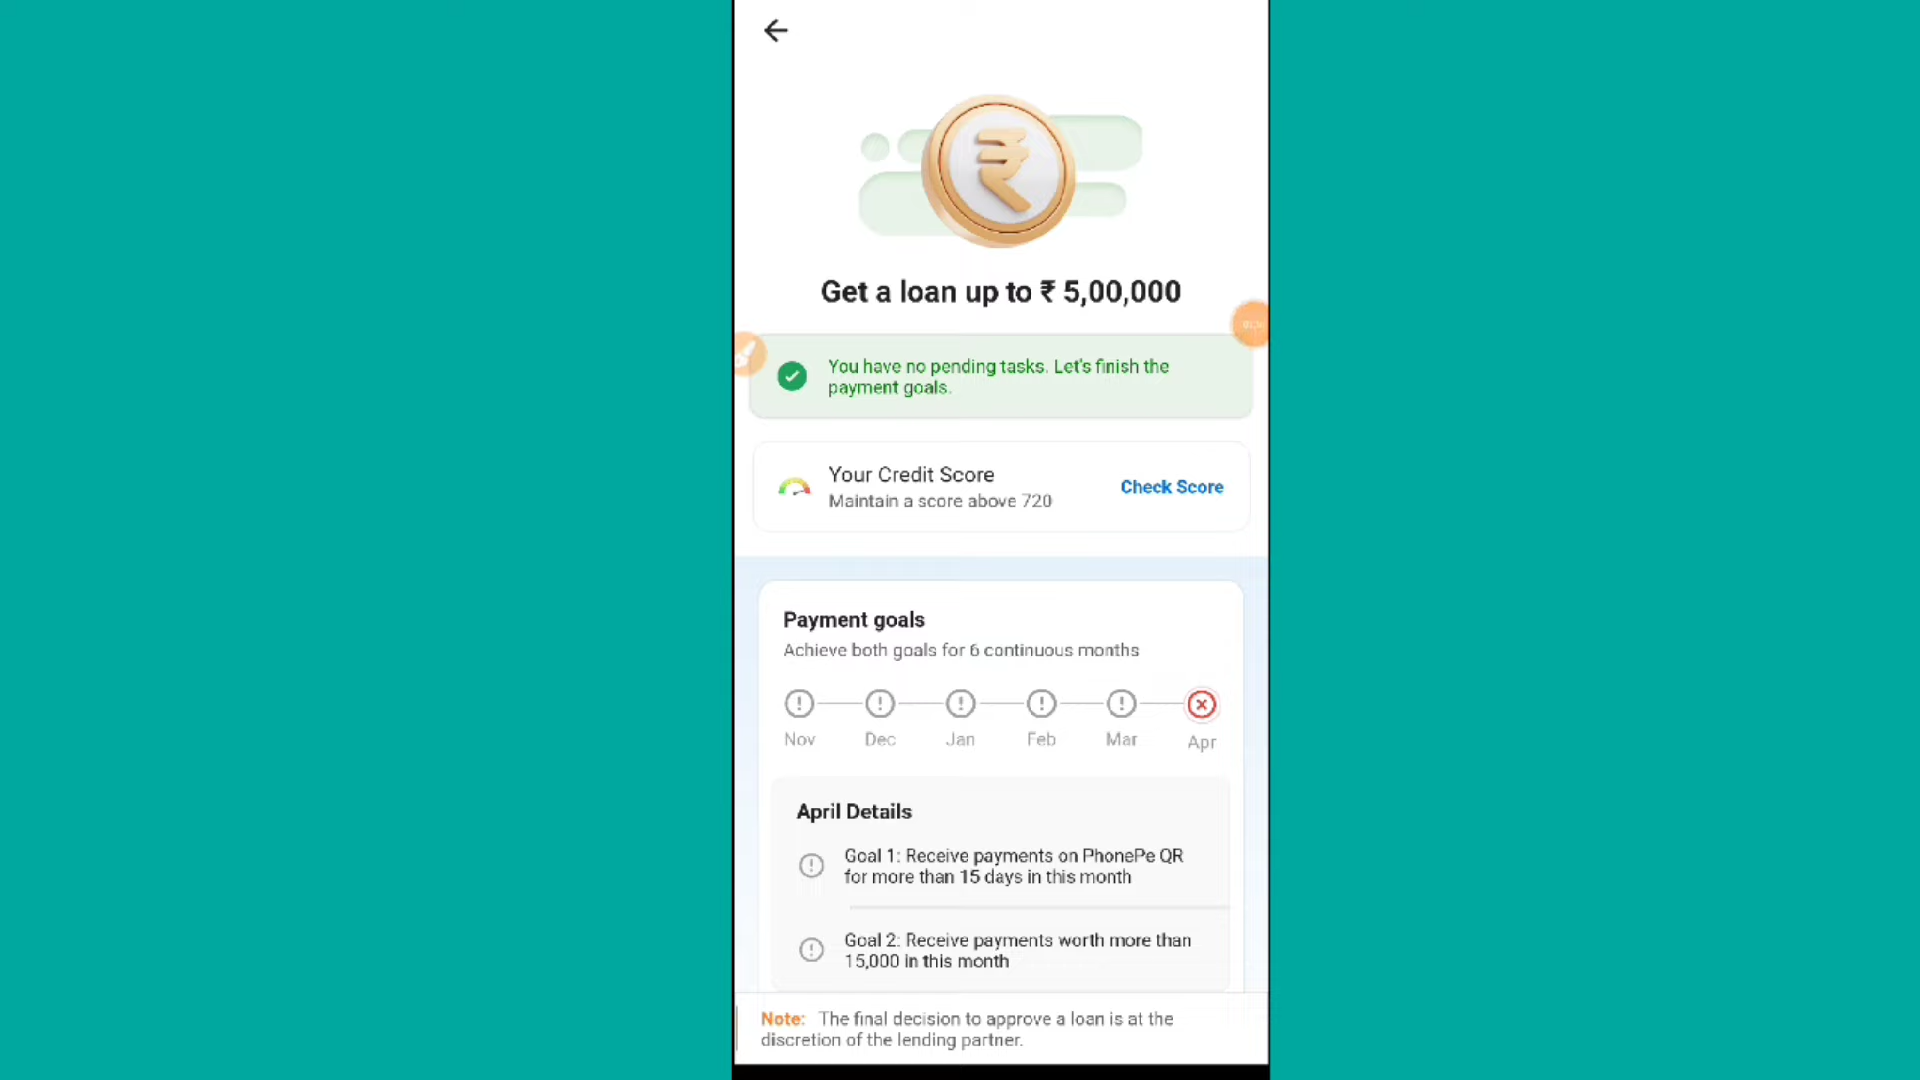 Get a loan up to ₹ 5,00,000
You have no pending tasks. Let's finish the
payment goals.
Your Credit Score
Maintain a score above 720
Check Score
Payment goals
Achieve both goals for 6 continuous months
Nov Dec Jan Feb Mar Apr
April Details
Goal 1: Receive payments on PhonePe QR
for more than 15 days in this month
Goal 2: Receive payments worth more than
15,000 in this month
Note: The final decision to approve a loan is at the
discretion of the lending partner.